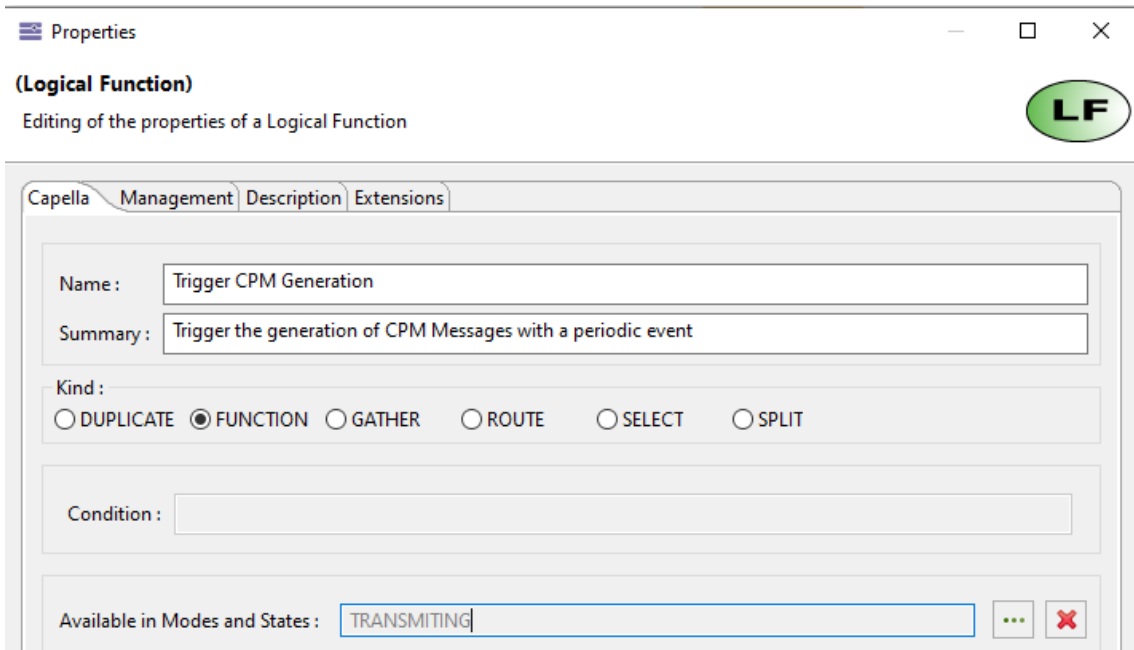 Properties
(Logical Function)
Editing of the properties of a Logical Function
LF
Capella Management Description Extensions
Name : Trigger CPM Generation
Summary : Trigger the generation of CPM Messages with a periodic event
Kind :
DUPLICATE FUNCTION GATHER ROUTE SELECT SPLIT
Condition :
Available in Modes and States : TRANSMITING